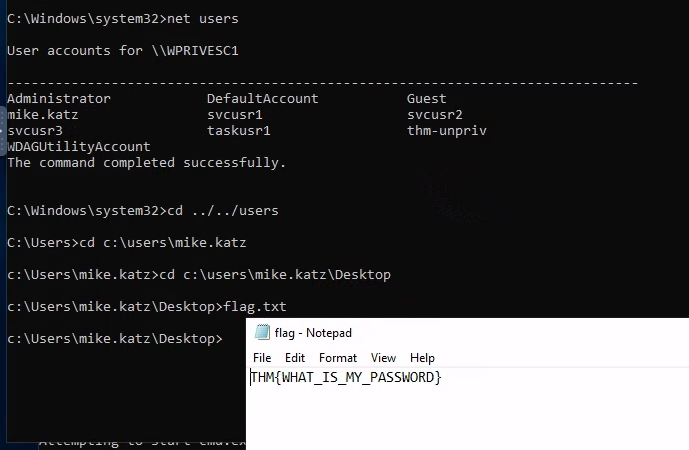 C:\Windows\system32>net users
User accounts for \\WPRIVESC1
-------------------------------------------------------------------------------
Administrator DefaultAccount Guest
mike.katz svcusr1 svcusr2
svcusr3 taskusr1 thm-unpriv
WDAGUtilityAccount
The command completed successfully.
C:\Windows\system32>cd ../../users
C:\Users>cd c:\users\mike.katz
c:\Users\mike.katz>cd c:\users\mike.katz\Desktop
c:\Users\mike.katz\Desktop>flag.txt
c:\Users\mike.katz\Desktop>
flag - Notepad
File Edit Format View Help
THM{WHAT_IS_MY_PASSWORD}
Attempting to start cmd.ex